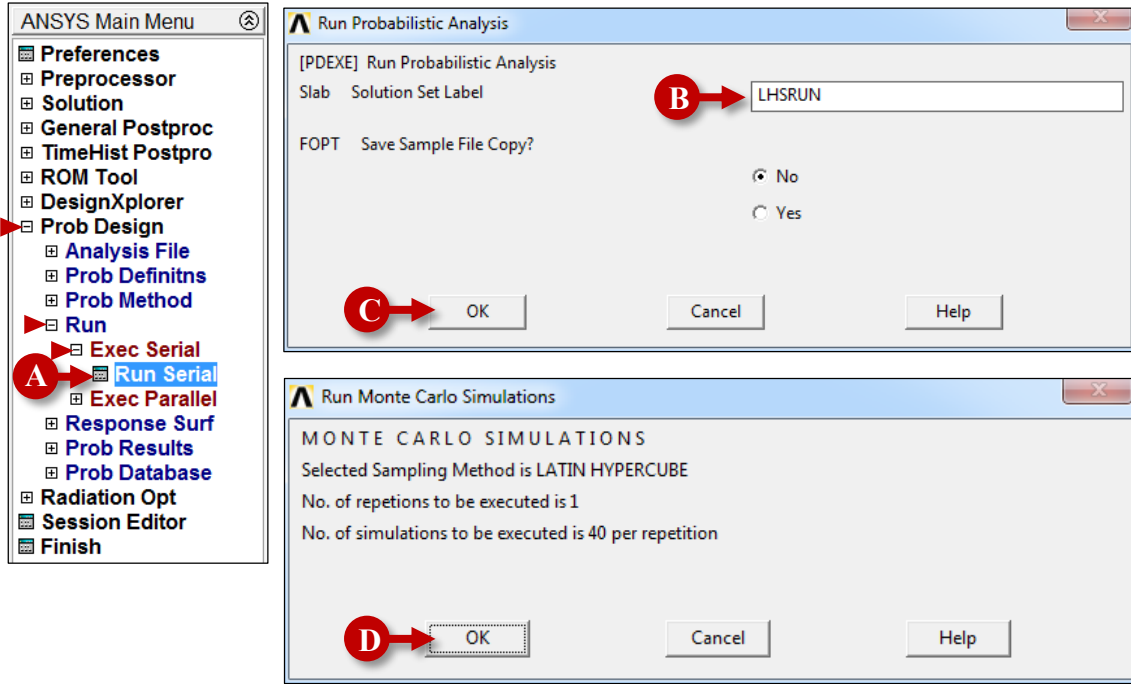 ANSYS Main Menu
Preferences
Preprocessor
Solution
General Postproc
TimeHist Postpro
ROM Tool
DesignXplorer
Prob Design
Analysis File
Prob Definitns
Prob Method
Run
Exec Serial
A Run Serial
Exec Parallel
Response Surf
Prob Results
Prob Database
Radiation Opt
Session Editor
Finish
Run Probabilistic Analysis
[PDEXE] Run Probabilistic Analysis
Slab Solution Set Label B LHSRUN
FOPT Save Sample File Copy?
No
Yes
C OK Cancel Help
Run Monte Carlo Simulations
MONTE CARLO SIMULATIONS
Selected Sampling Method is LATIN HYPERCUBE
No. of repetions to be executed is 1
No. of simulations to be executed is 40 per repetition
D OK Cancel Help